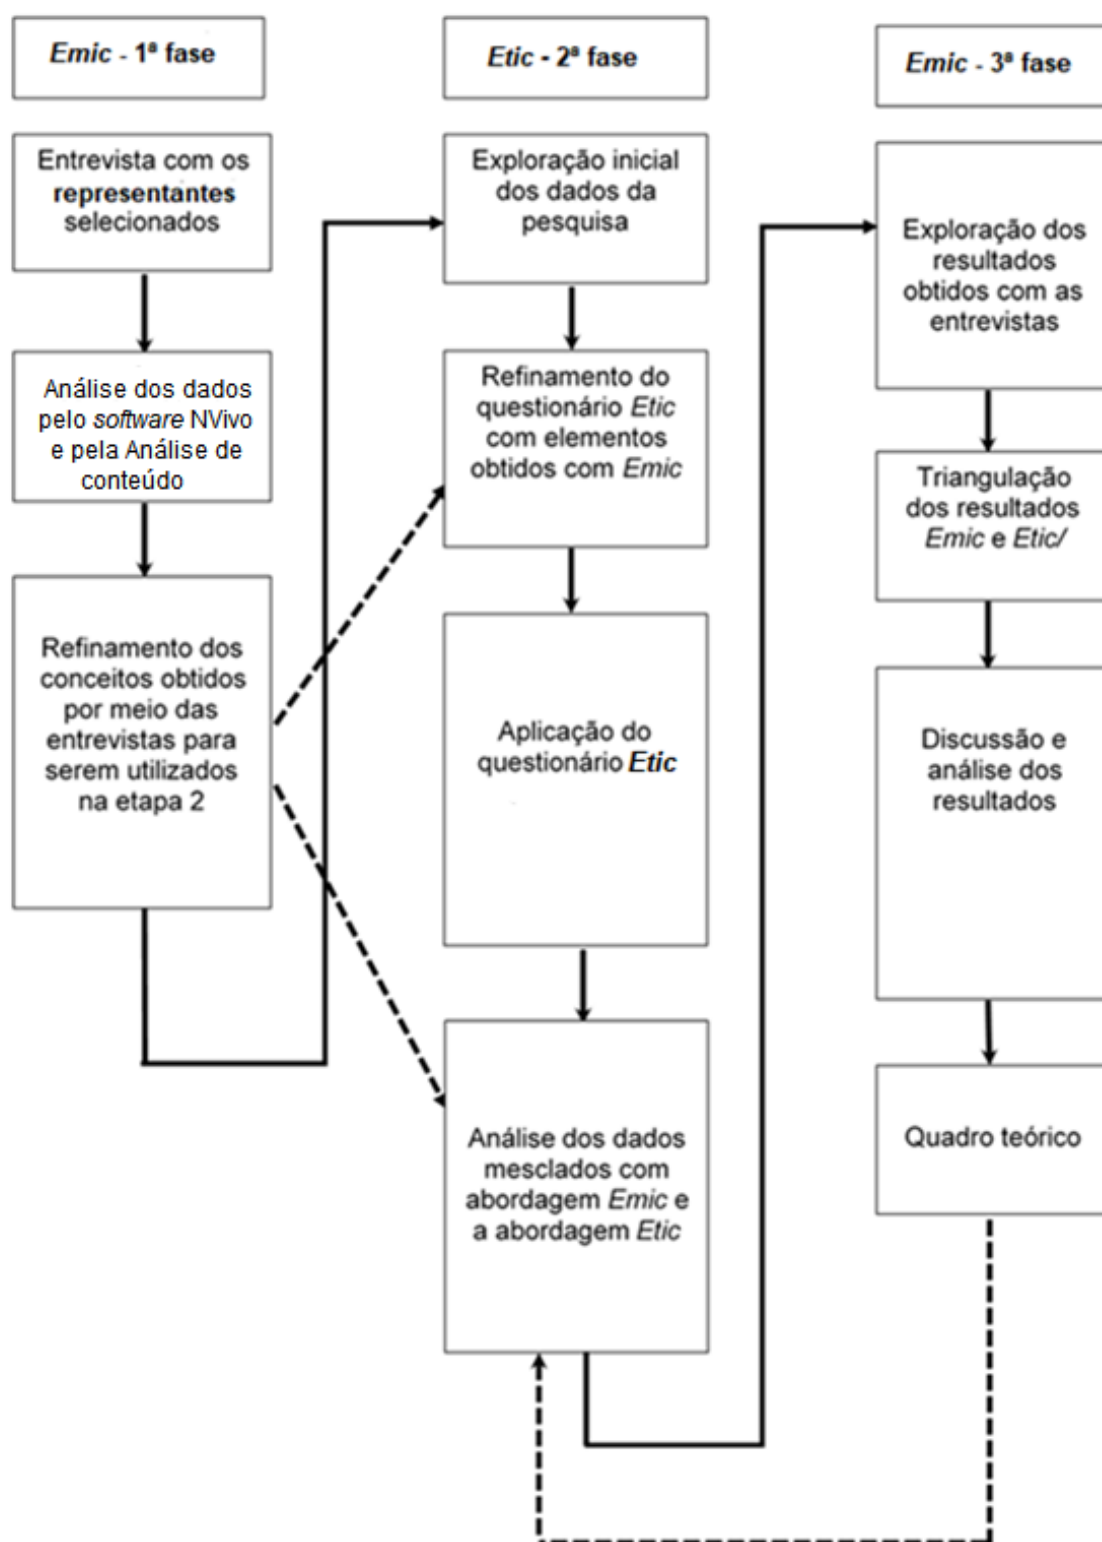 Emic - 1ª fase
Entrevista com os
representantes
selecionados
Análise dos dados
pelo software NVivo
e pela Análise de
conteúdo
Refinamento dos
conceitos obtidos
por meio das
entrevistas para
serem utilizados
na etapa 2
Etic - 2ª fase
Exploração inicial
dos dados da
pesquisa
Refinamento do
questionário Etic
com elementos
obtidos com Emic
Aplicação do
questionário Etic
Análise dos dados
mesclados com
abordagem Emic e
a abordagem Etic
Emic - 3ª fase
Exploração dos
resultados
obtidos com as
entrevistas
Triangulação
dos resultados
Emic e Etic/
Discussão e
análise dos
resultados
Quadro teórico